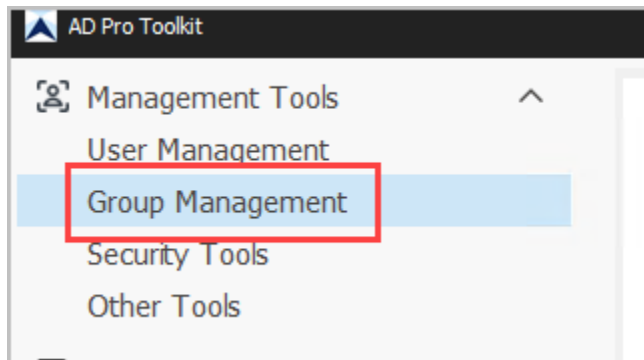 AD Pro Toolkit
Management Tools
User Management
Group Management
Security Tools
Other Tools